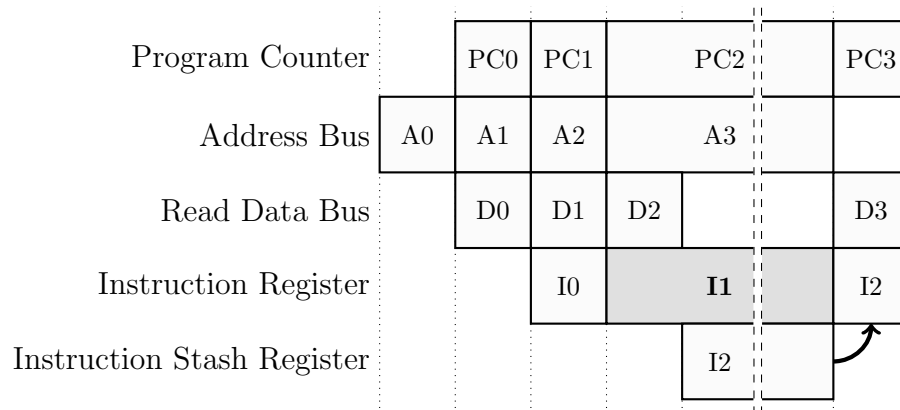 Program Counter PC0 PC1 PC2 PC3
Address Bus A0 A1 A2 A3
Read Data Bus D0 D1 D2 D3
Instruction Register I0 I1 I2
Instruction Stash Register I2